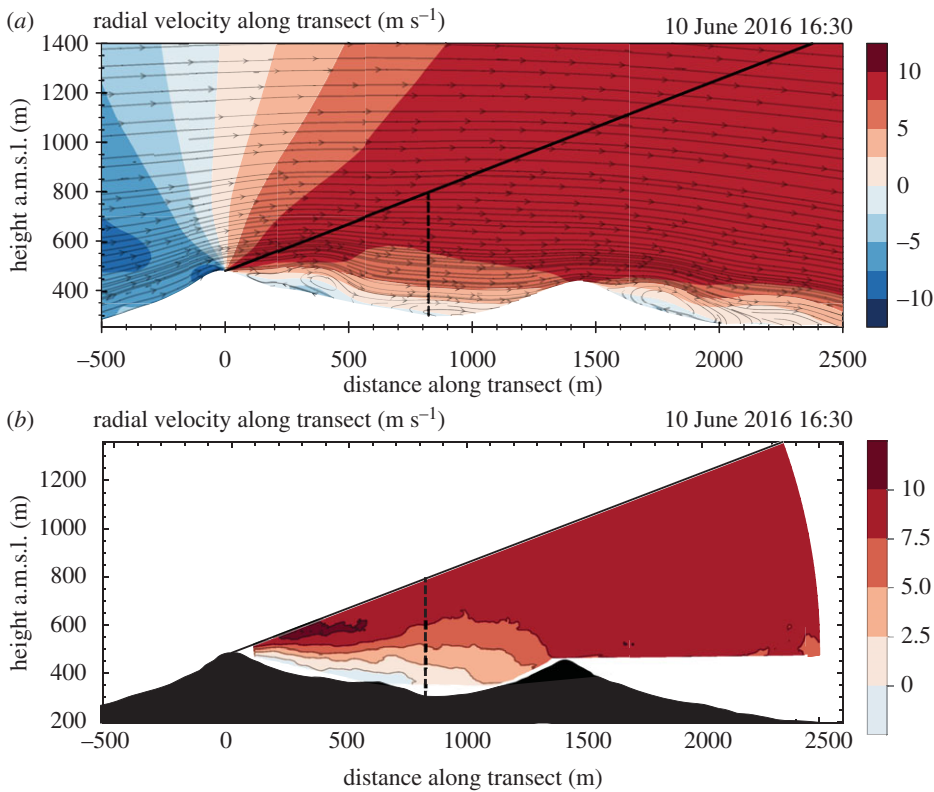 (a) radial velocity along transect (m s⁻¹) 10 June 2016 16:30
1400
1200
1000
800
600
400
height a.m.s.l. (m)
10
5
0
−5
−10
−500 0 500 1000 1500 2000 2500
distance along transect (m)
(b) radial velocity along transect (m s⁻¹) 10 June 2016 16:30
1200
1000
800
600
400
200
height a.m.s.l. (m)
10
7.5
5.0
2.5
0
−500 0 500 1000 1500 2000 2500
distance along transect (m)